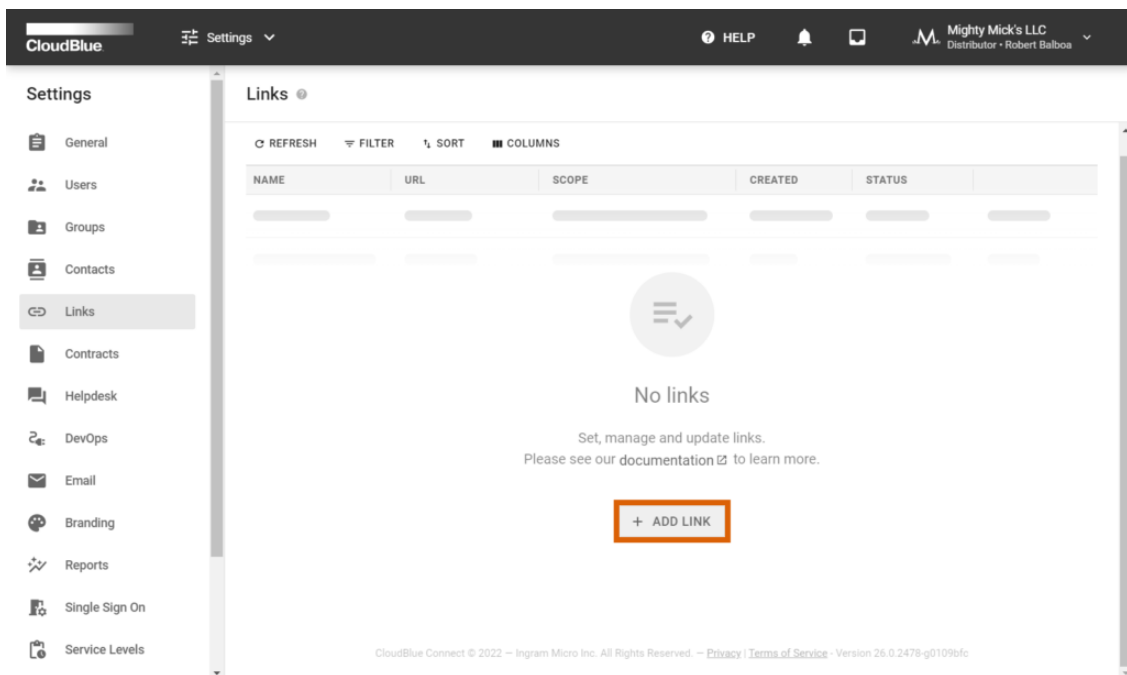 CloudBlue
Settings
HELP
Mighty Mick's LLC
Distributor • Robert Balboa
Settings
General
Users
Groups
Contacts
Links
Contracts
Helpdesk
DevOps
Email
Branding
Reports
Single Sign On
Service Levels
Links
REFRESH FILTER SORT COLUMNS
NAME URL SCOPE CREATED STATUS
No links
Set, manage and update links.
Please see our documentation to learn more.
+ ADD LINK
CloudBlue Connect © 2022 — Ingram Micro Inc. All Rights Reserved. — Privacy | Terms of Service - Version 26.0.2478-g0109bfc